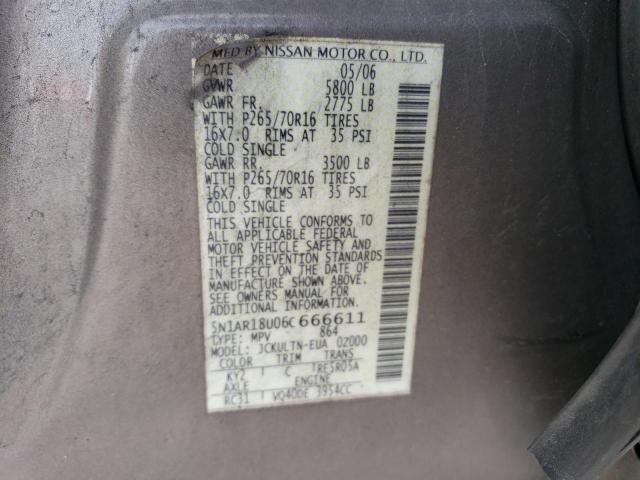 MFD BY NISSAN MOTOR CO., LTD.
DATE 05/06
GVWR 5800 LB
GAWR FR. 2775 LB
WITH P265/70R16 TIRES
16X7.0 RIMS AT 35 PSI
COLD SINGLE
GAWR RR. 3500 LB
WITH P265/70R16 TIRES
16X7.0 RIMS AT 35 PSI
COLD SINGLE
THIS VEHICLE CONFORMS TO
ALL APPLICABLE FEDERAL
MOTOR VEHICLE SAFETY AND
THEFT PREVENTION STANDARDS
IN EFFECT ON THE DATE OF
MANUFACTURE SHOWN ABOVE.
SEE OWNERS MANUAL FOR
ADDITIONAL INFORMATION
5N1AR18U06C666611
TYPE: MPV 864
MODEL: JCKULTN-EUA 02000
COLOR TRIM TRANS
KY2 C TRE5R05A
AXLE ENGINE
RC31 VQ40DE 3954CC